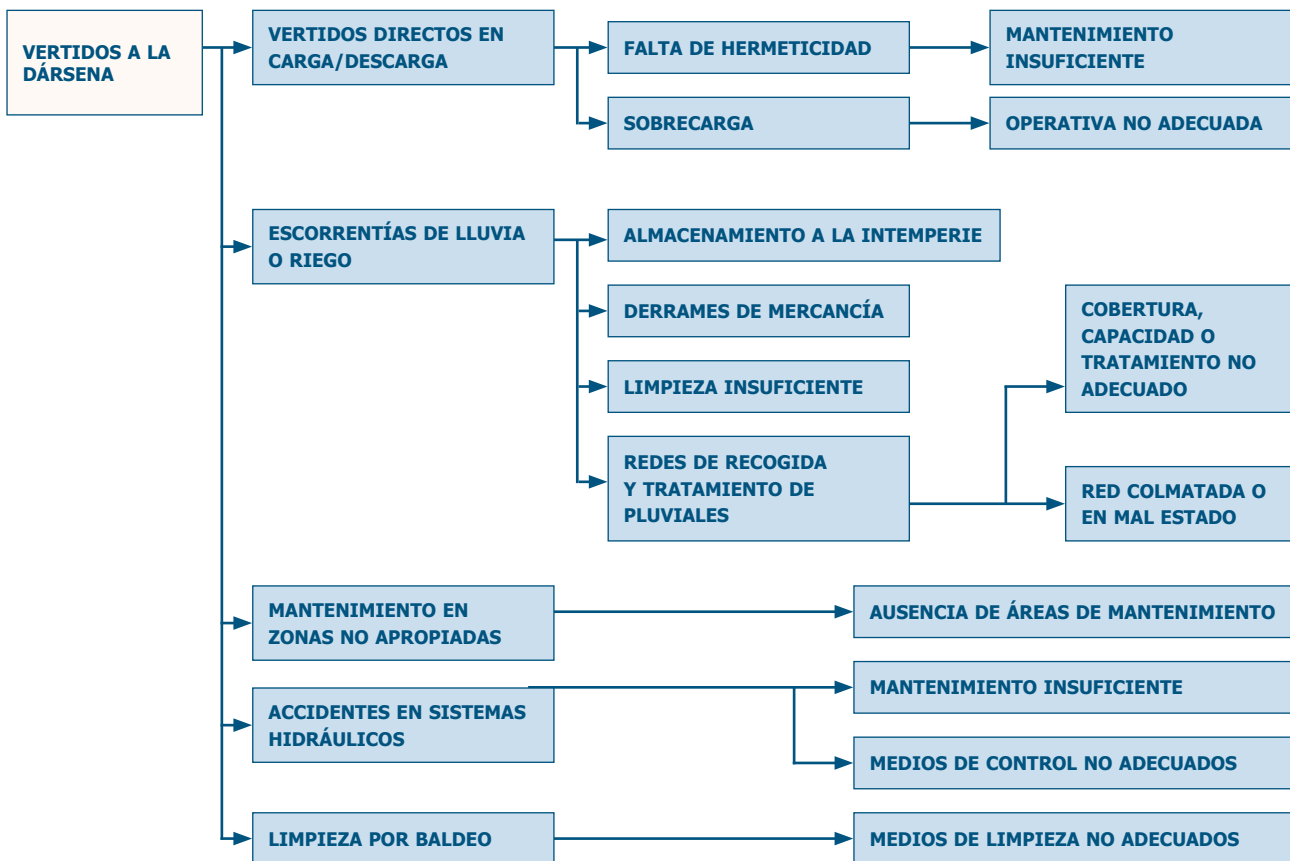 VERTIDOS A LA
DÁRSENA
VERTIDOS DIRECTOS EN
CARGA/DESCARGA
FALTA DE HERMETICIDAD
MANTENIMIENTO
INSUFICIENTE
SOBRECARGA
OPERATIVA NO ADECUADA
ESCORRENTÍAS DE LLUVIA
O RIEGO
ALMACENAMIENTO A LA INTEMPERIE
DERRAMES DE MERCANCÍA
LIMPIEZA INSUFICIENTE
REDES DE RECOGIDA
Y TRATAMIENTO DE
PLUVIALES
COBERTURA,
CAPACIDAD O
TRATAMIENTO NO
ADECUADO
RED COLMATADA O
EN MAL ESTADO
MANTENIMIENTO EN
ZONAS NO APROPIADAS
AUSENCIA DE ÁREAS DE MANTENIMIENTO
ACCIDENTES EN SISTEMAS
HIDRÁULICOS
MANTENIMIENTO INSUFICIENTE
MEDIOS DE CONTROL NO ADECUADOS
LIMPIEZA POR BALDEO
MEDIOS DE LIMPIEZA NO ADECUADOS